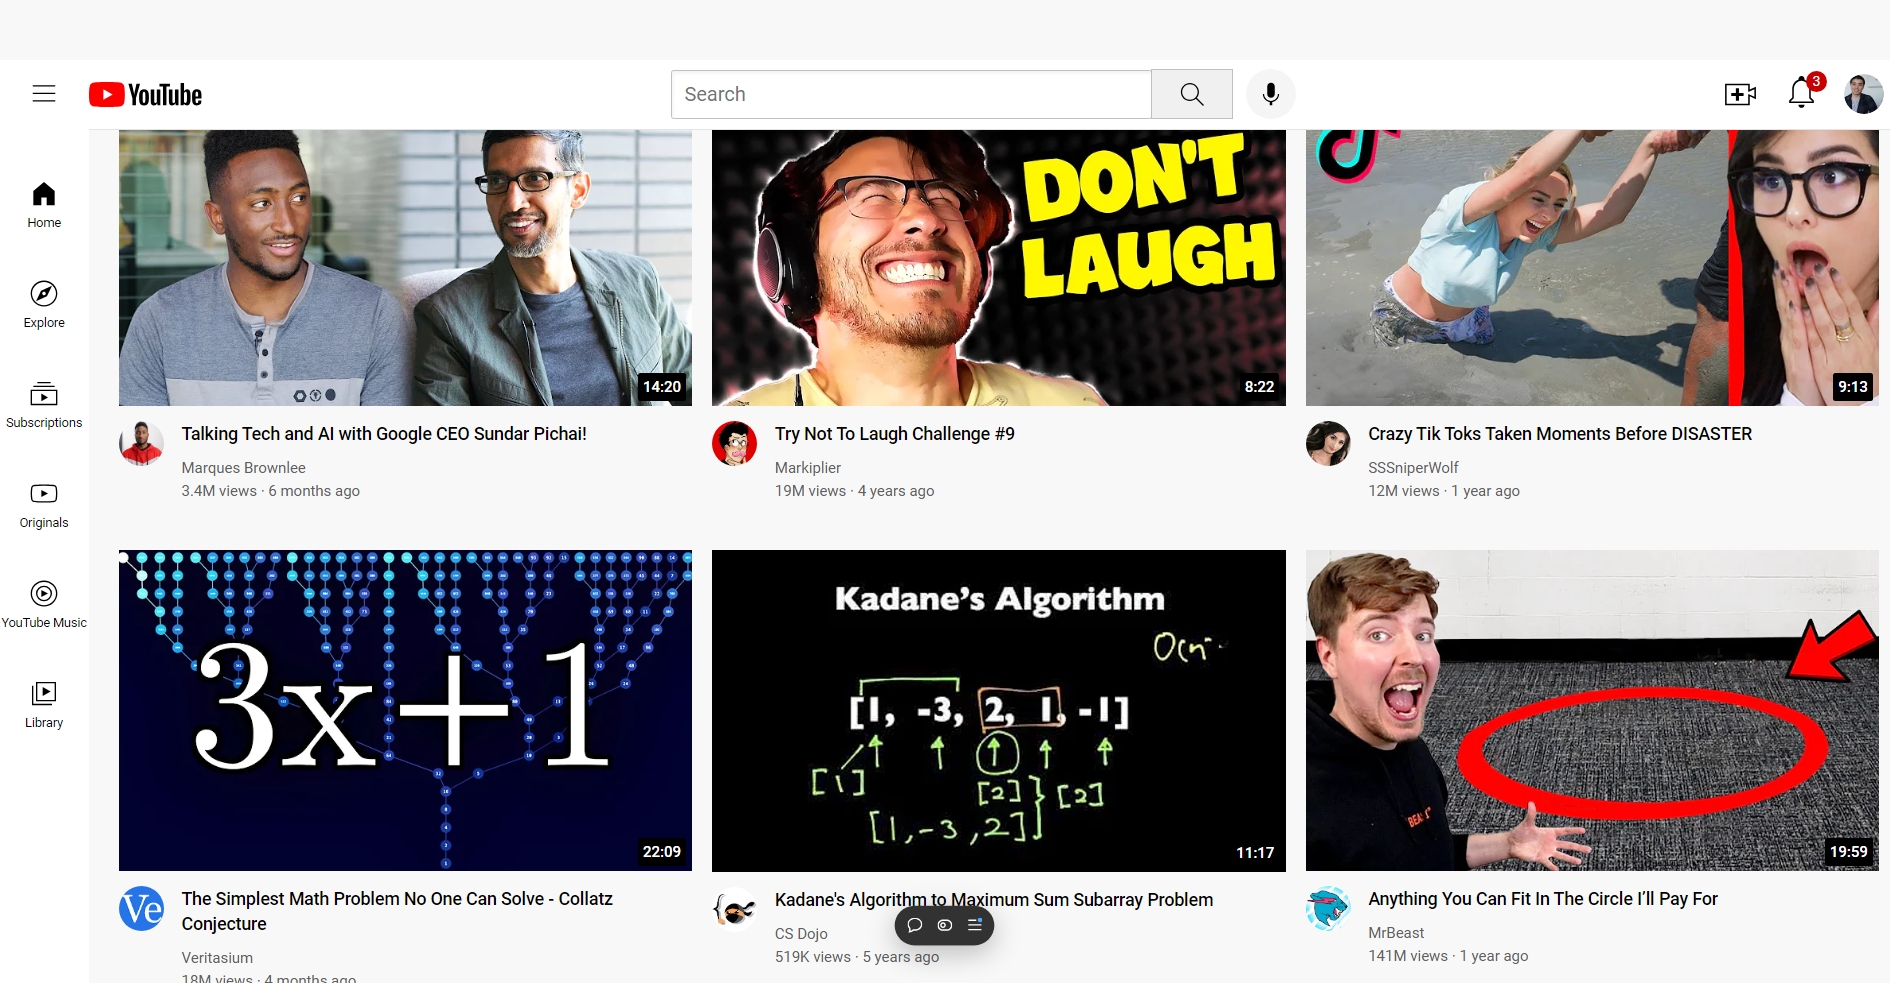 YouTube
Search
3
Home
Explore
Subscriptions
Originals
YouTube Music
Library
DON'T
LAUGH
14:20
8:22
9:13
Talking Tech and AI with Google CEO Sundar Pichai!
Marques Brownlee
3.4M views · 6 months ago
Try Not To Laugh Challenge #9
Markiplier
19M views · 4 years ago
Crazy Tik Toks Taken Moments Before DISASTER
SSSniperWolf
12M views · 1 year ago
3x+1
22:09
Kadane's Algorithm
[1, -3, 2, 1, -1]
[1]
[2]
[2]
[1,-3,2]
11:17
19:59
Ve
The Simplest Math Problem No One Can Solve - Collatz
Conjecture
Veritasium
18M views · 4 months ago
Kadane's Algorithm to Maximum Sum Subarray Problem
CS Dojo
519K views · 5 years ago
Anything You Can Fit In The Circle I’ll Pay For
MrBeast
141M views · 1 year ago